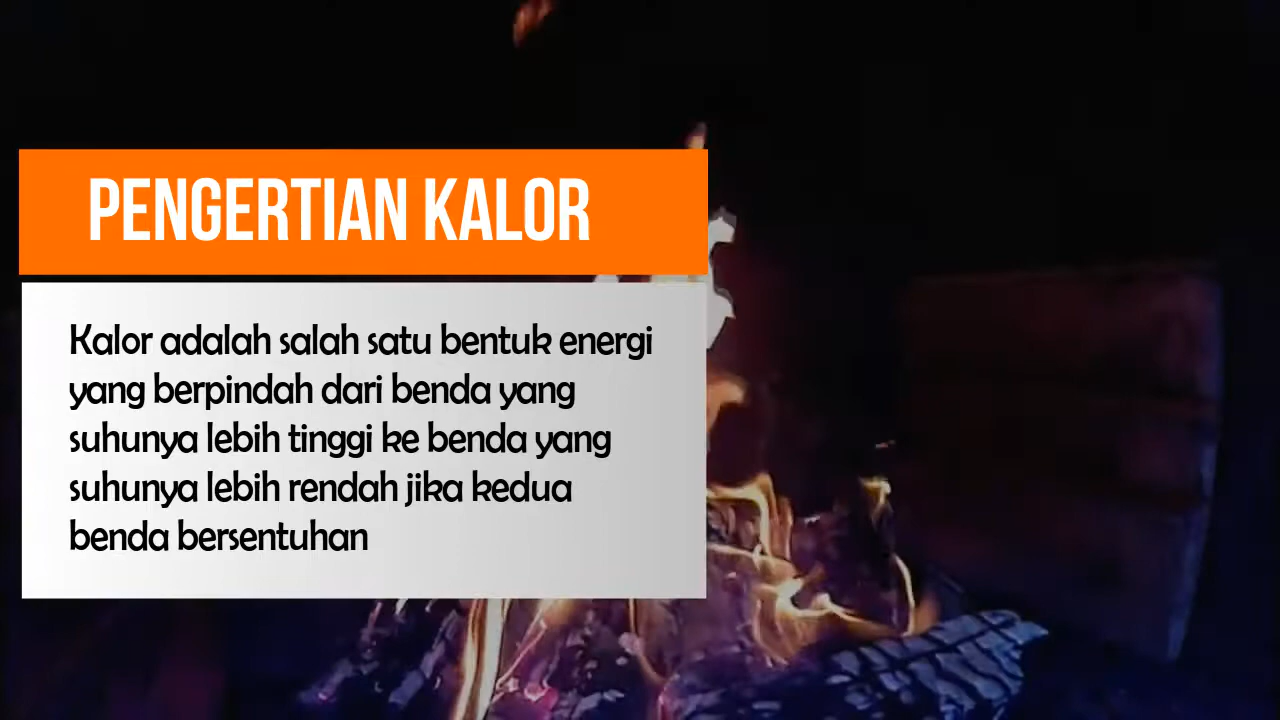 PENGERTIAN KALOR
Kalor adalah salah satu bentuk energi
yang berpindah dari benda yang
suhunya lebih tinggi ke benda yang
suhunya lebih rendah jika kedua
benda bersentuhan